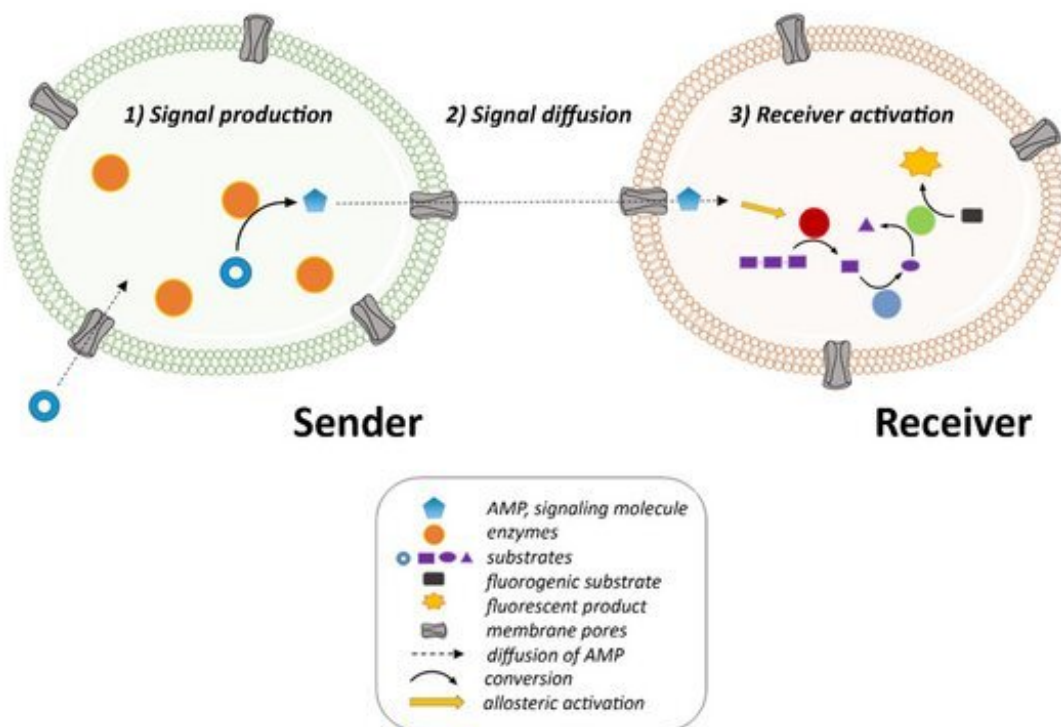 1) Signal production
2) Signal diffusion
3) Receiver activation
Sender
Receiver
AMP, signaling molecule
enzymes
substrates
fluorogenic substrate
fluorescent product
membrane pores
diffusion of AMP
conversion
allosteric activation